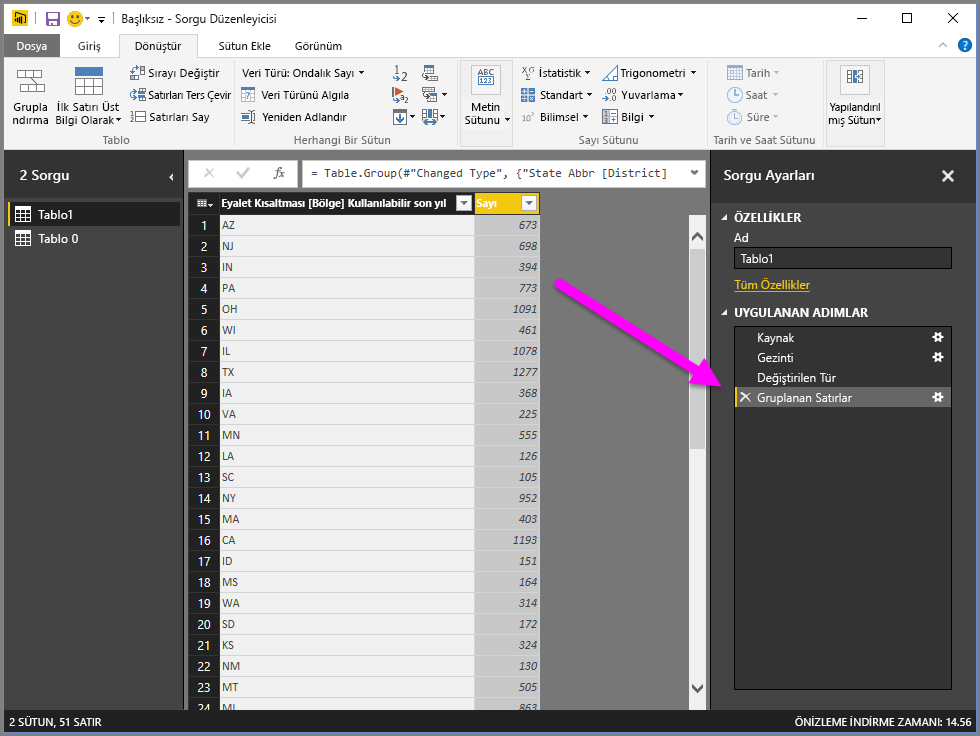 Başlıksız - Sorgu Düzenleyicisi
Dosya Giriş Dönüştür Sütun Ekle Görünüm
Grupla
ndırma
İlk Satırı Üst
Bilgi Olarak
Sırayı Değiştir
Satırları Ters Çevir
Satırları Say
Tablo
Veri Türü: Ondalık Sayı
Veri Türünü Algıla
Yeniden Adlandır
Herhangi Bir Sütun
ABC
123
Metin
Sütunu
İstatistik
Standart
Bilimsel
Trigonometri
Yuvarlama
Bilgi
Sayı Sütunu
Tarih
Saat
Süre
Tarih ve Saat Sütunu
Yapılandırıl
mış Sütun
2 Sorgu
Tablo1
Tablo 0
fx = Table.Group(#"Changed Type", {"State Abbr [District]
Eyalet Kısaltması [Bölge] Kullanılabilir son yıl Sayı
1 AZ 673
2 NJ 698
3 IN 394
4 PA 773
5 OH 1091
6 WI 461
7 IL 1078
8 TX 1277
9 IA 368
10 VA 225
11 MN 555
12 LA 126
13 SC 105
14 NY 952
15 MA 403
16 CA 1193
17 ID 151
18 MS 164
19 WA 314
20 SD 172
21 KS 324
22 NM 130
23 MT 505
24 MI 863
Sorgu Ayarları
ÖZELLİKLER
Ad
Tablo1
Tüm Özellikler
UYGULANAN ADIMLAR
Kaynak
Gezinti
Değiştirilen Tür
Gruplanan Satırlar
2 SÜTUN, 51 SATIR
ÖNİZLEME İNDİRME ZAMANI: 14.56